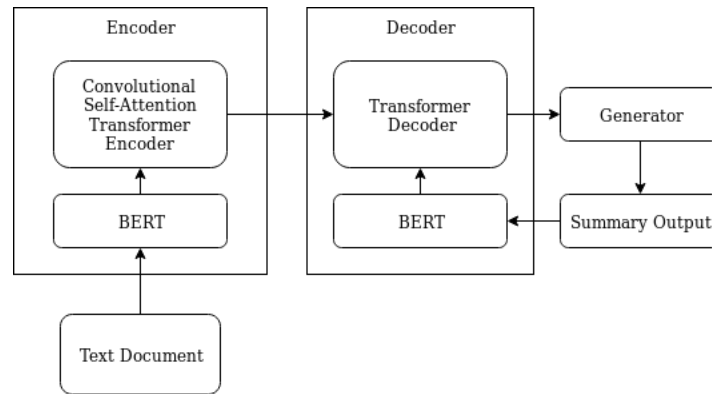 Encoder
Decoder
Convolutional
Self-Attention
Transformer
Encoder
Transformer
Decoder
Generator
BERT
BERT
Summary Output
Text Document